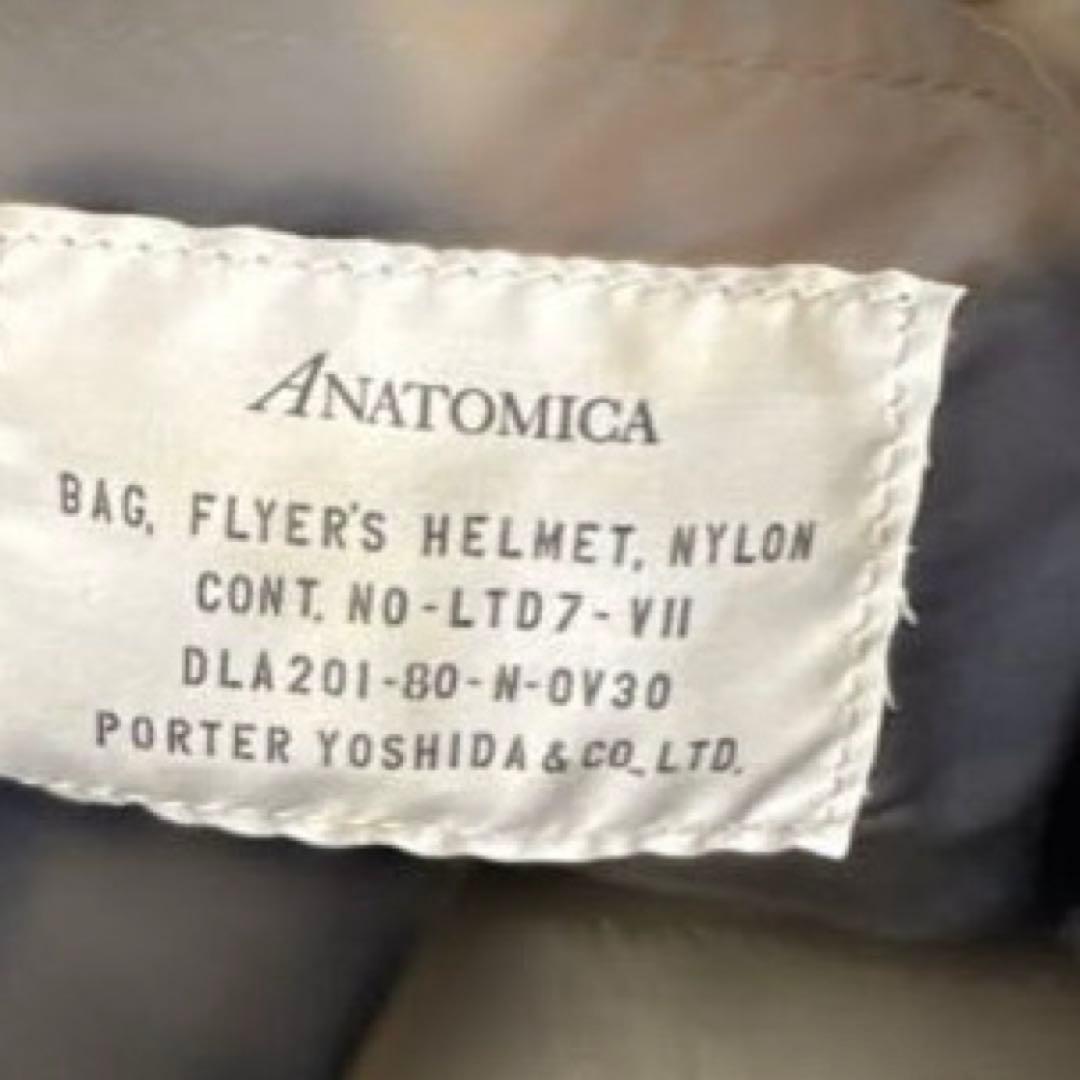 ANATOMICA
BAG, FLYER'S HELMET, NYLON
CONT. NO-LTD7-VII
DLA201-80-N-0V30
PORTER YOSHIDA & CO., LTD.